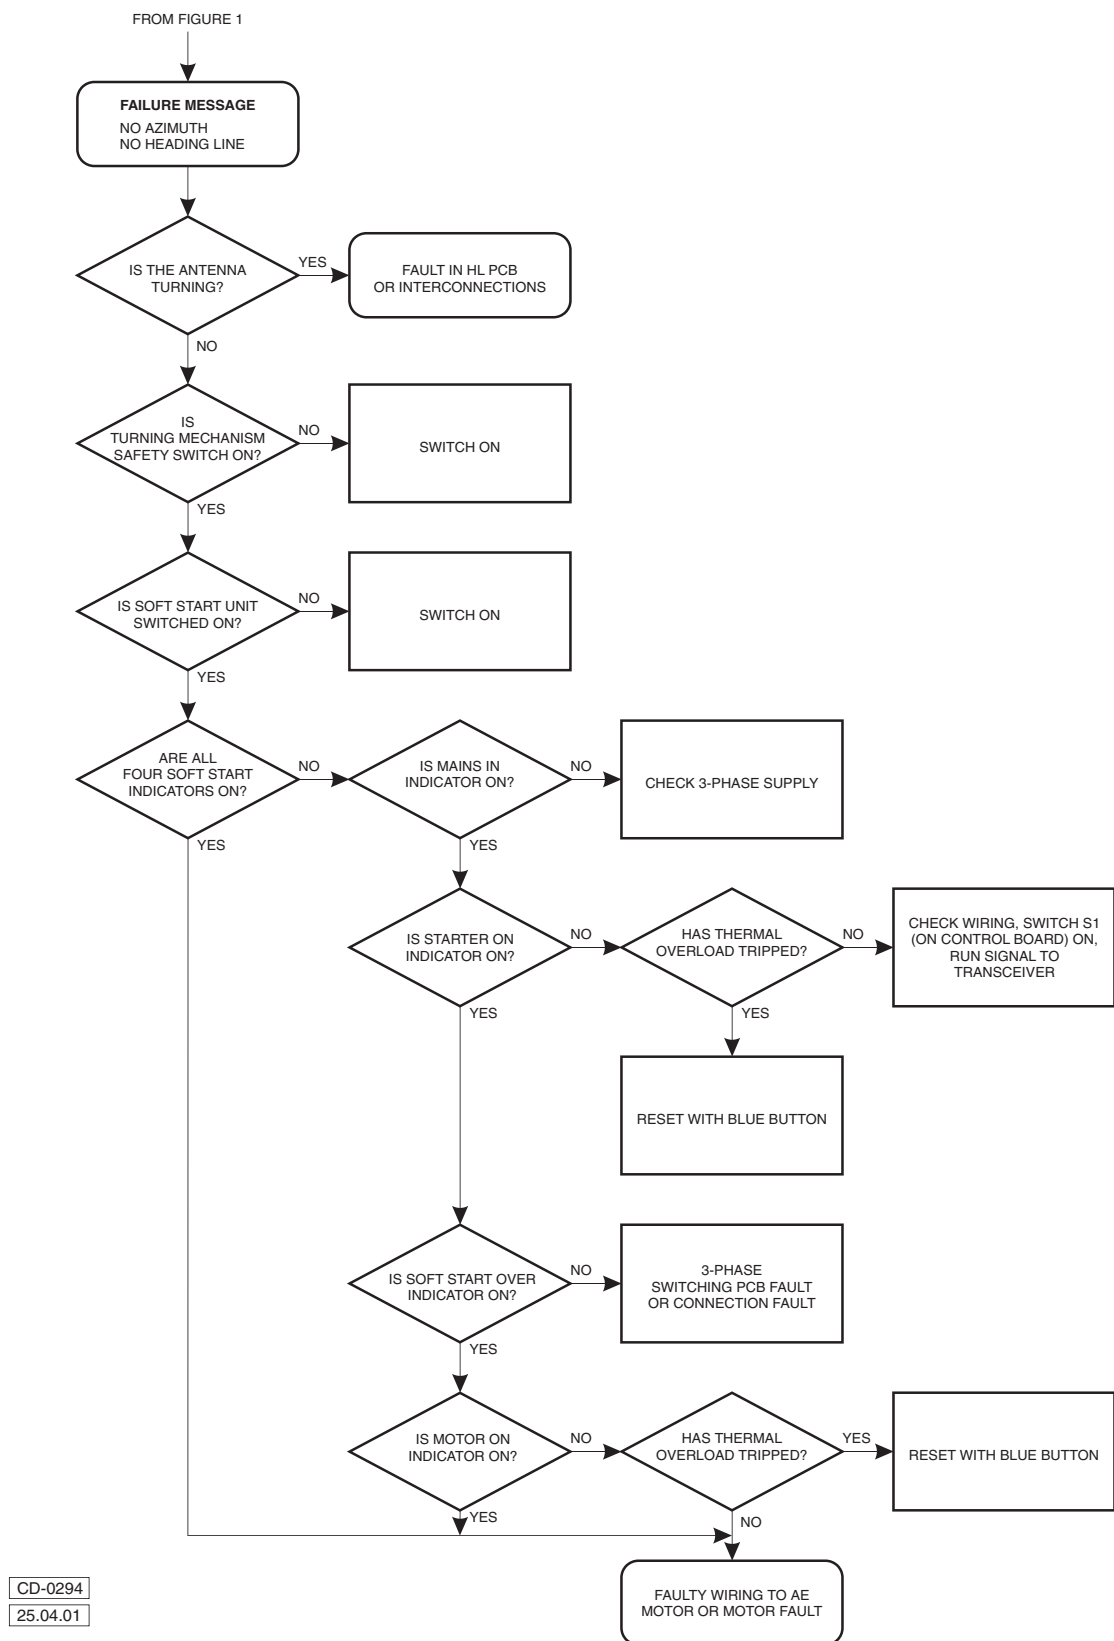 FROM FIGURE 1
FAILURE MESSAGE
NO AZIMUTH
NO HEADING LINE
IS THE ANTENNA
TURNING?
YES
FAULT IN HL PCB
OR INTERCONNECTIONS
NO
IS
TURNING MECHANISM
SAFETY SWITCH ON?
NO
SWITCH ON
YES
IS SOFT START UNIT
SWITCHED ON?
NO
SWITCH ON
YES
ARE ALL
FOUR SOFT START
INDICATORS ON?
NO
IS MAINS IN
INDICATOR ON?
NO
CHECK 3-PHASE SUPPLY
YES
YES
IS STARTER ON
INDICATOR ON?
NO
HAS THERMAL
OVERLOAD TRIPPED?
NO
CHECK WIRING, SWITCH S1
(ON CONTROL BOARD) ON,
RUN SIGNAL TO
TRANSCEIVER
YES
YES
RESET WITH BLUE BUTTON
IS SOFT START OVER
INDICATOR ON?
NO
3-PHASE
SWITCHING PCB FAULT
OR CONNECTION FAULT
YES
IS MOTOR ON
INDICATOR ON?
NO
HAS THERMAL
OVERLOAD TRIPPED?
YES
RESET WITH BLUE BUTTON
YES
NO
FAULTY WIRING TO AE
MOTOR OR MOTOR FAULT
CD-0294
25.04.01